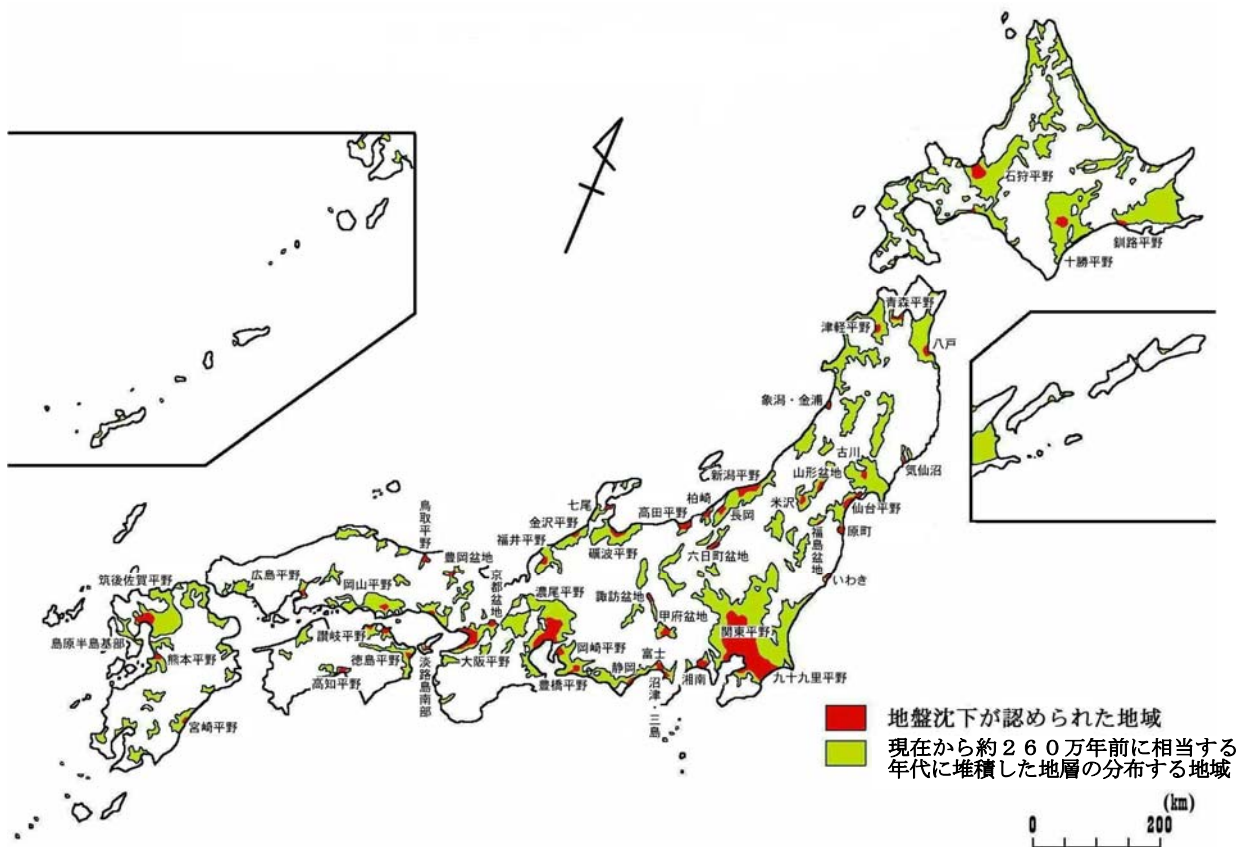 石狩平野
釧路平野
十勝平野
青森平野
津軽平野
八戸
象潟・金浦
古川
気仙沼
山形盆地
新潟平野
米沢
仙台平野
柏崎
長岡
原町
七尾
高田平野
福島盆地
金沢平野
鳥取平野
福井平野
礪波平野
六日町盆地
豊岡盆地
いわき
京都盆地
筑後佐賀平野
広島平野
岡山平野
濃尾平野
諏訪盆地
甲府盆地
関東平野
讃岐平野
島原半島基部
岡崎平野
熊本平野
徳島平野
大阪平野
富士
静岡
湘南
九十九里平野
高知平野
淡路島南部
豊橋平野
沼津・三島
宮崎平野
地盤沈下が認められた地域
現在から約２６０万年前に相当する
年代に堆積した地層の分布する地域
(km)
0 200